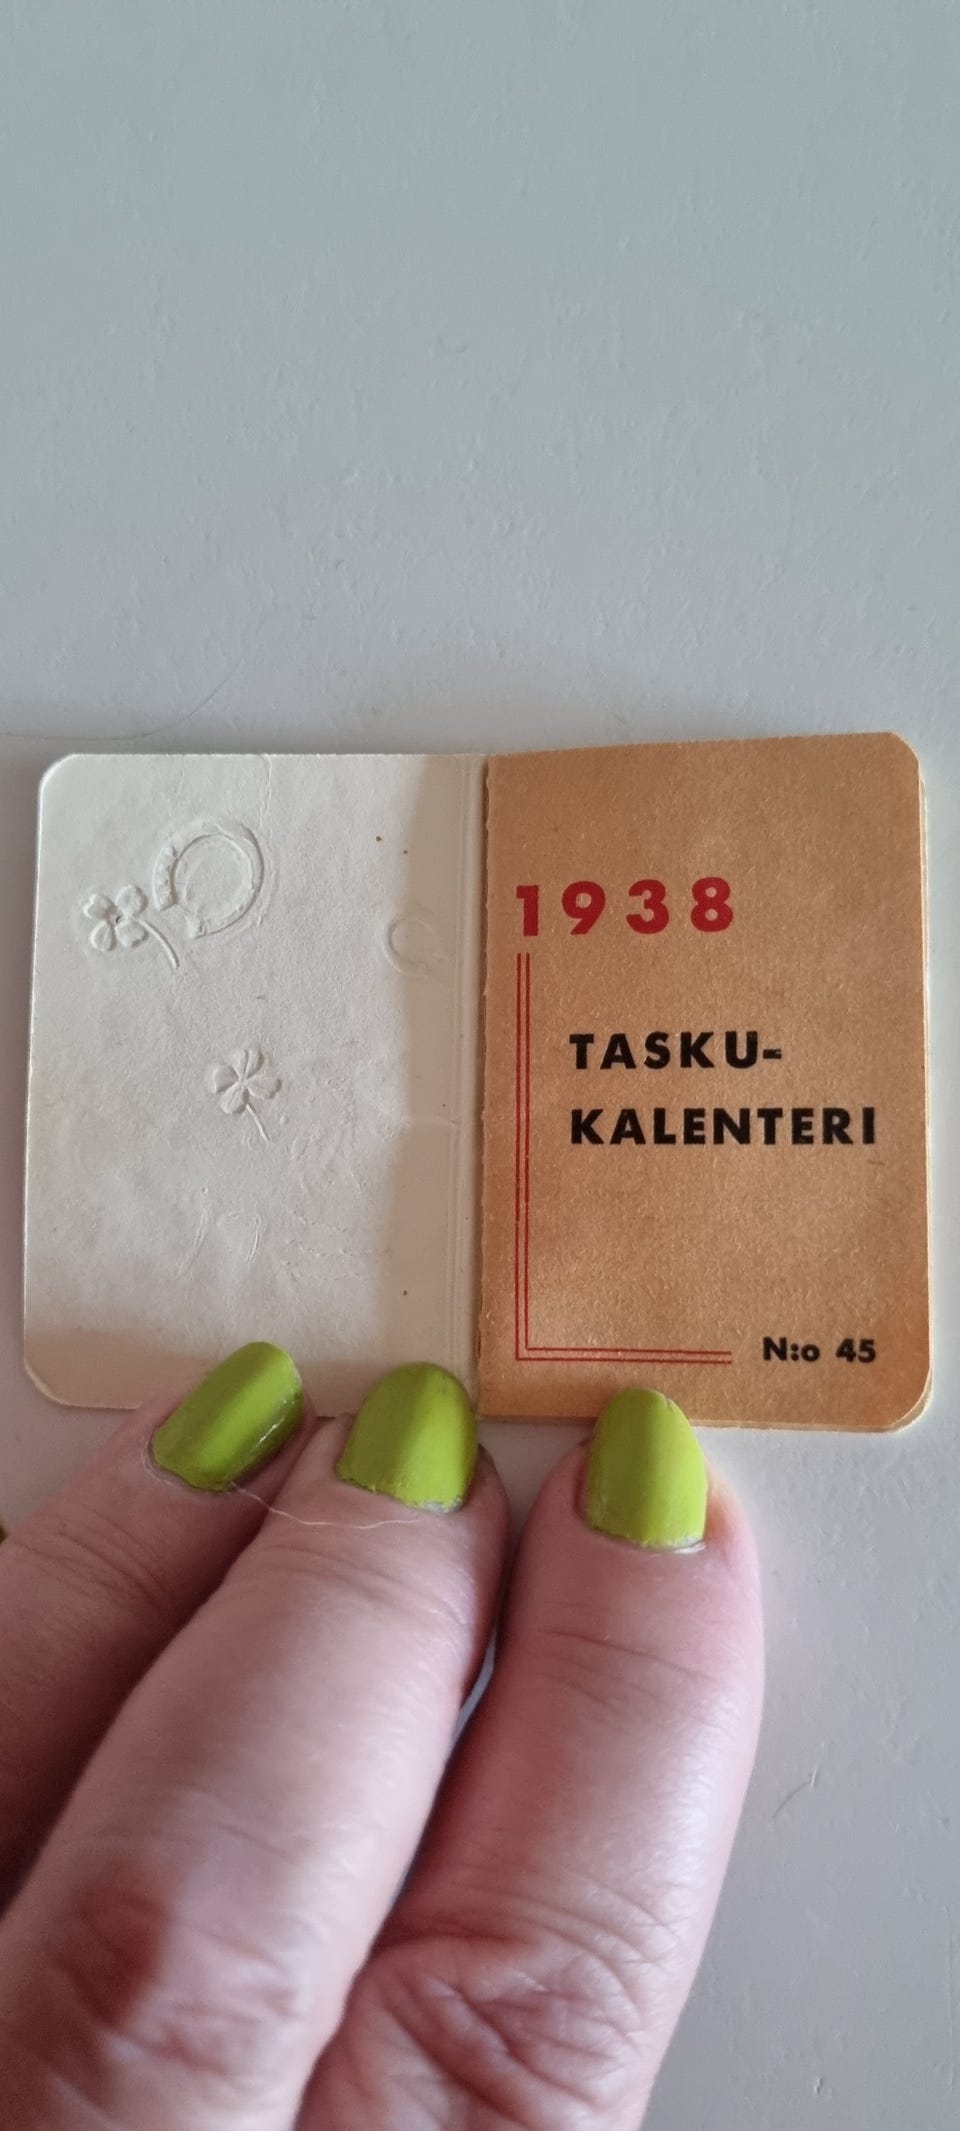 1938
TASKU-
KALENTERI
N:o 45